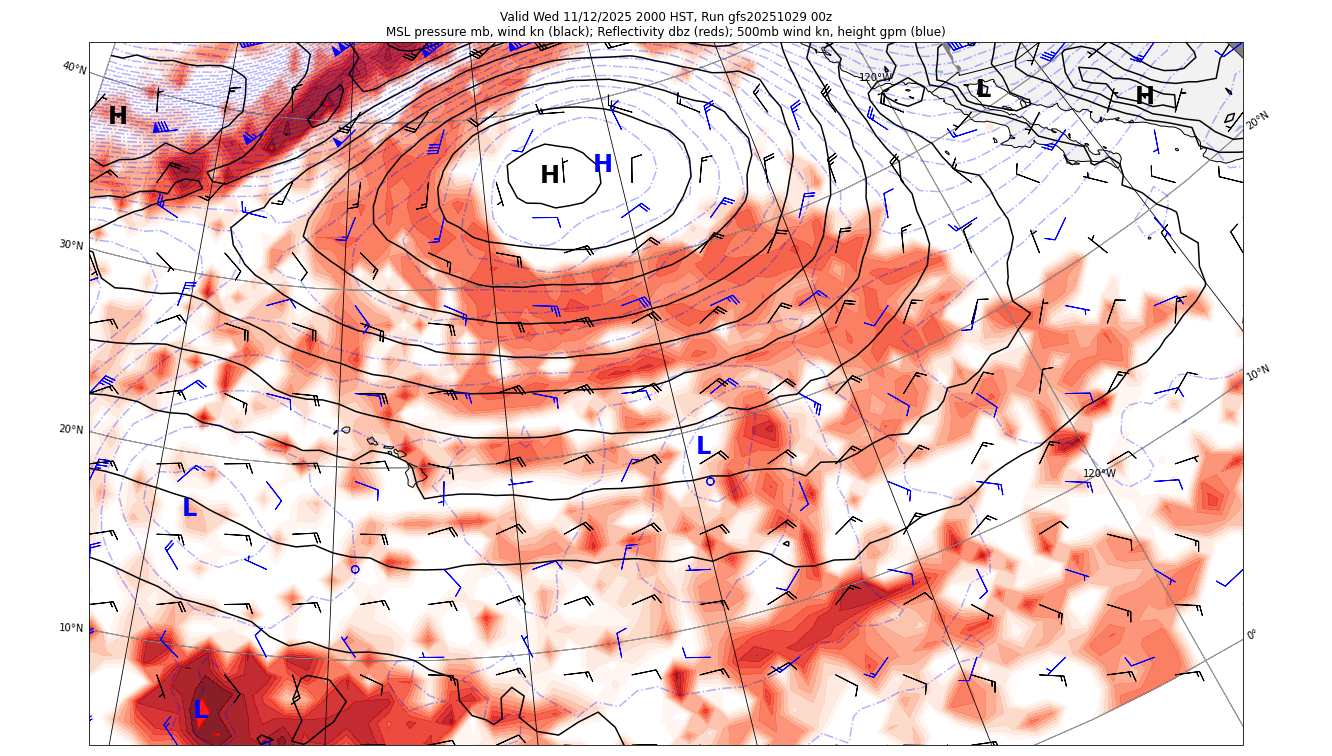 Valid Wed 11/12/2025 2000 HST, Run gfs20251029 00z
MSL pressure mb, wind kn (black); Reflectivity dbz (reds); 500mb wind kn, height gpm (blue)
40°N
120°W
L
H
H
20°N
H
H
30°N
10°N
20°N
L
120°W
L
10°N
0°
L